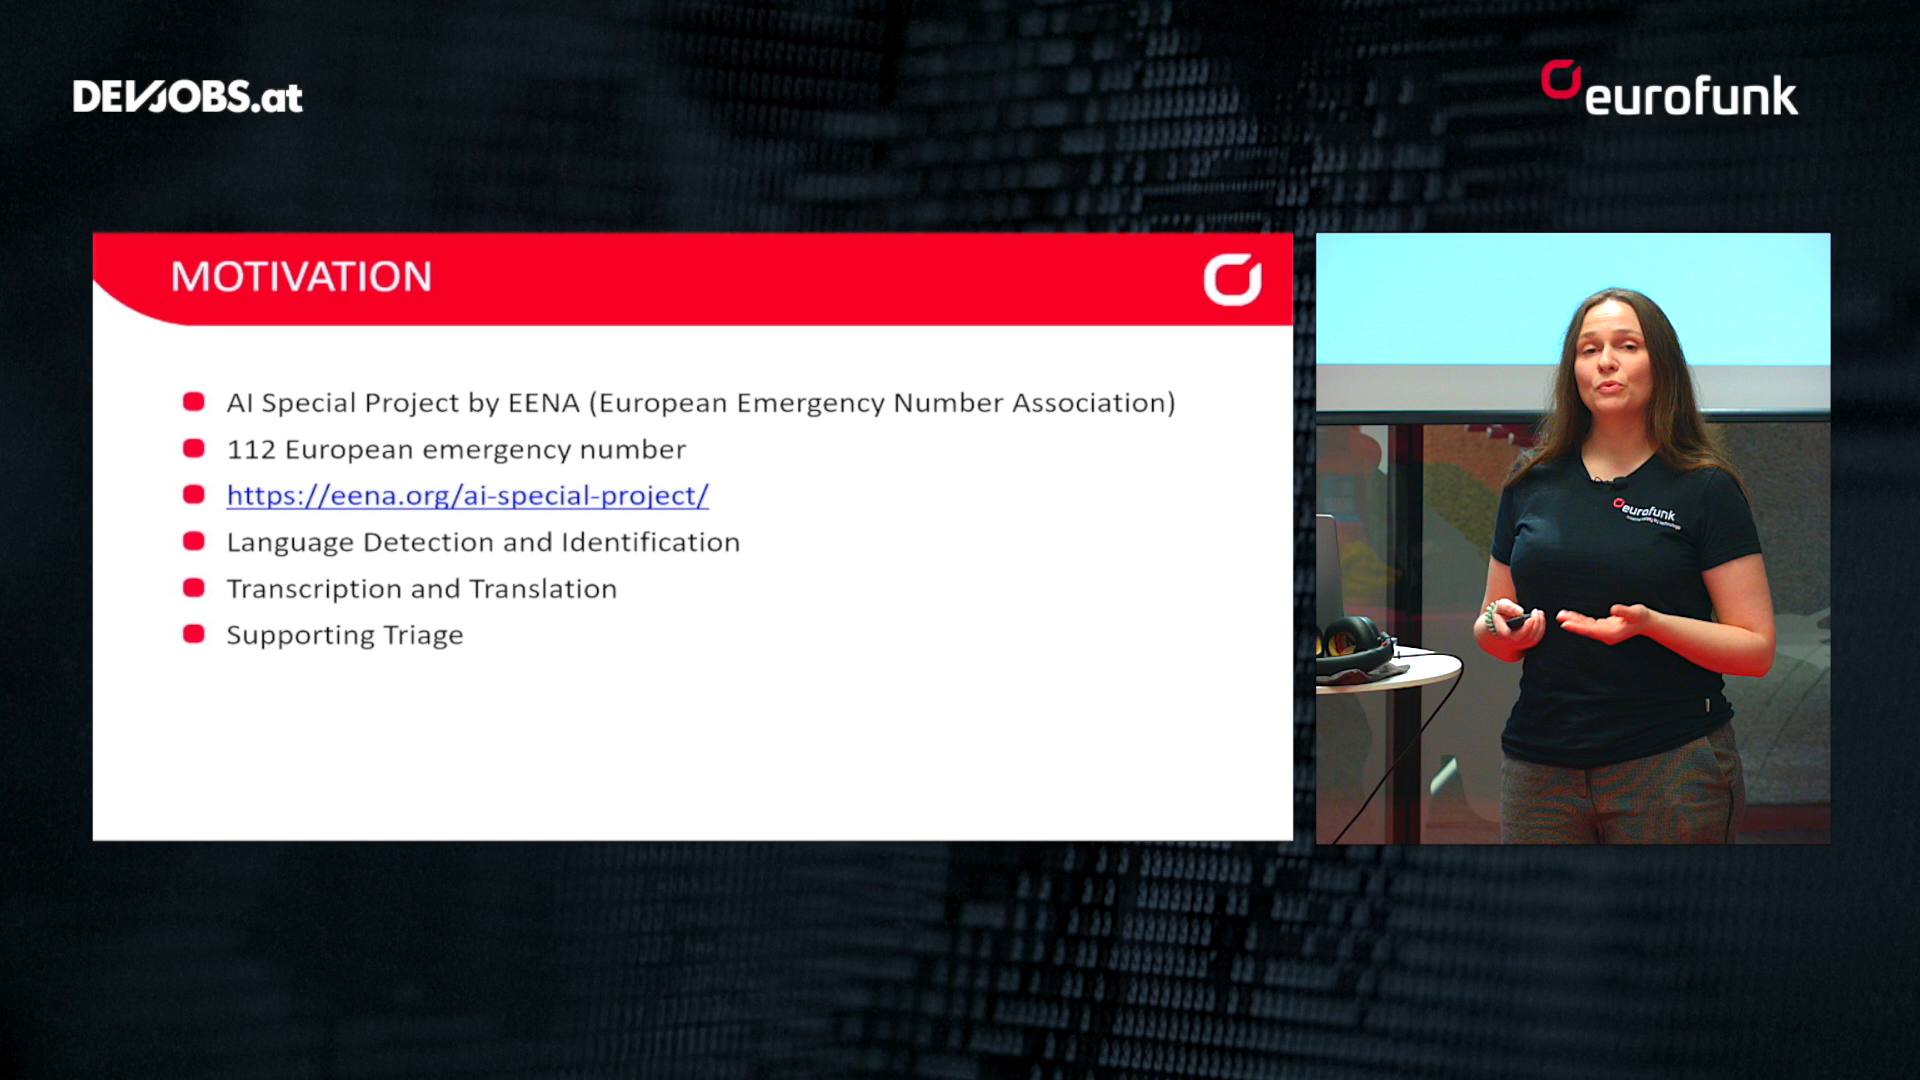 DEVJOBS.at
eurofunk
MOTIVATION
AI Special Project by EENA (European Emergency Number Association)
112 European emergency number
https://eena.org/ai-special-project/
Language Detection and Identification
Transcription and Translation
Supporting Triage
eurofunk